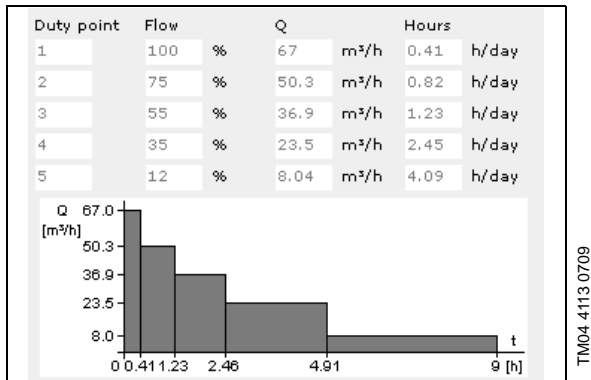 Duty point Flow Q Hours
1 100 % 67 m³/h 0.41 h/day
2 75 % 50.3 m³/h 0.82 h/day
3 55 % 36.9 m³/h 1.23 h/day
4 35 % 23.5 m³/h 2.45 h/day
5 12 % 8.04 m³/h 4.09 h/day
Q 67.0
[m³/h]
50.3
36.9
23.5
8.0
t
0 0.41 1.23 2.46 4.91 9 [h]
TM04 4113 0709